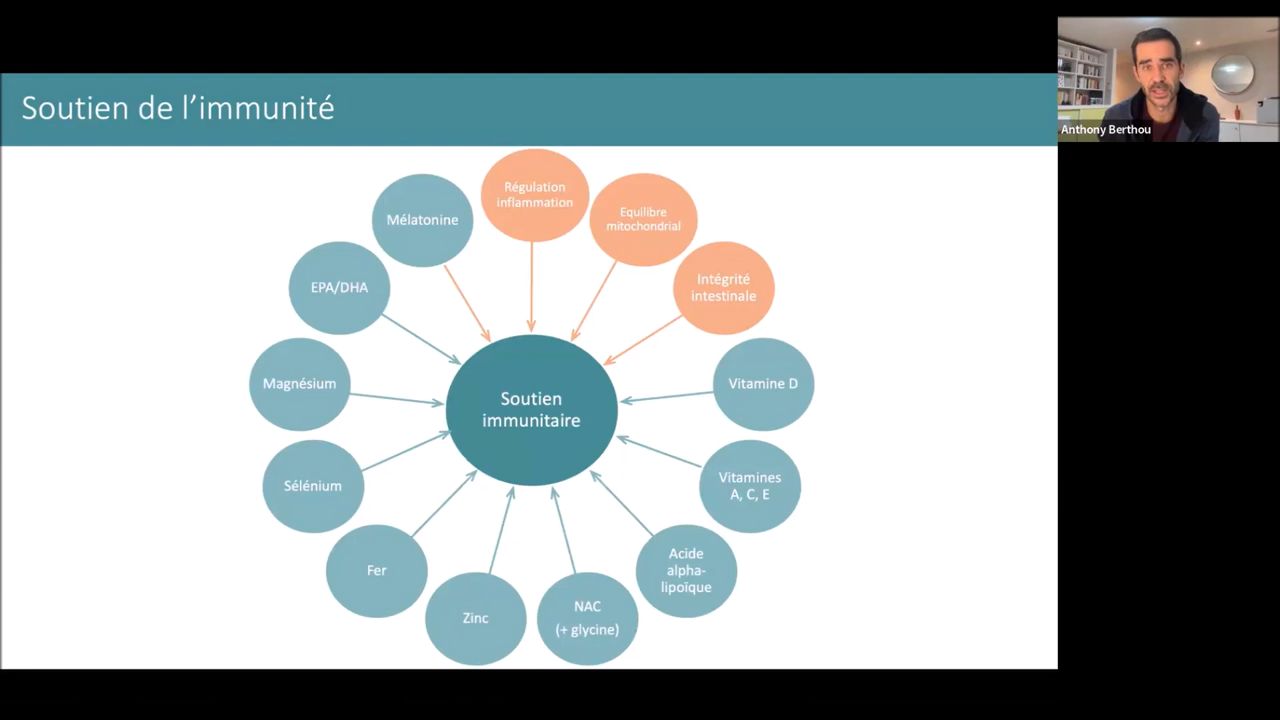 Soutien de l'immunité
Anthony Berthou
Régulation
inflammation
Equilibre
mitochondrial
Intégrité
intestinale
Vitamine D
Vitamines
A, C, E
Acide
alpha-
lipoïque
NAC
(+ glycine)
Zinc
Fer
Sélénium
Magnésium
EPA/DHA
Mélatonine
Soutien
immunitaire